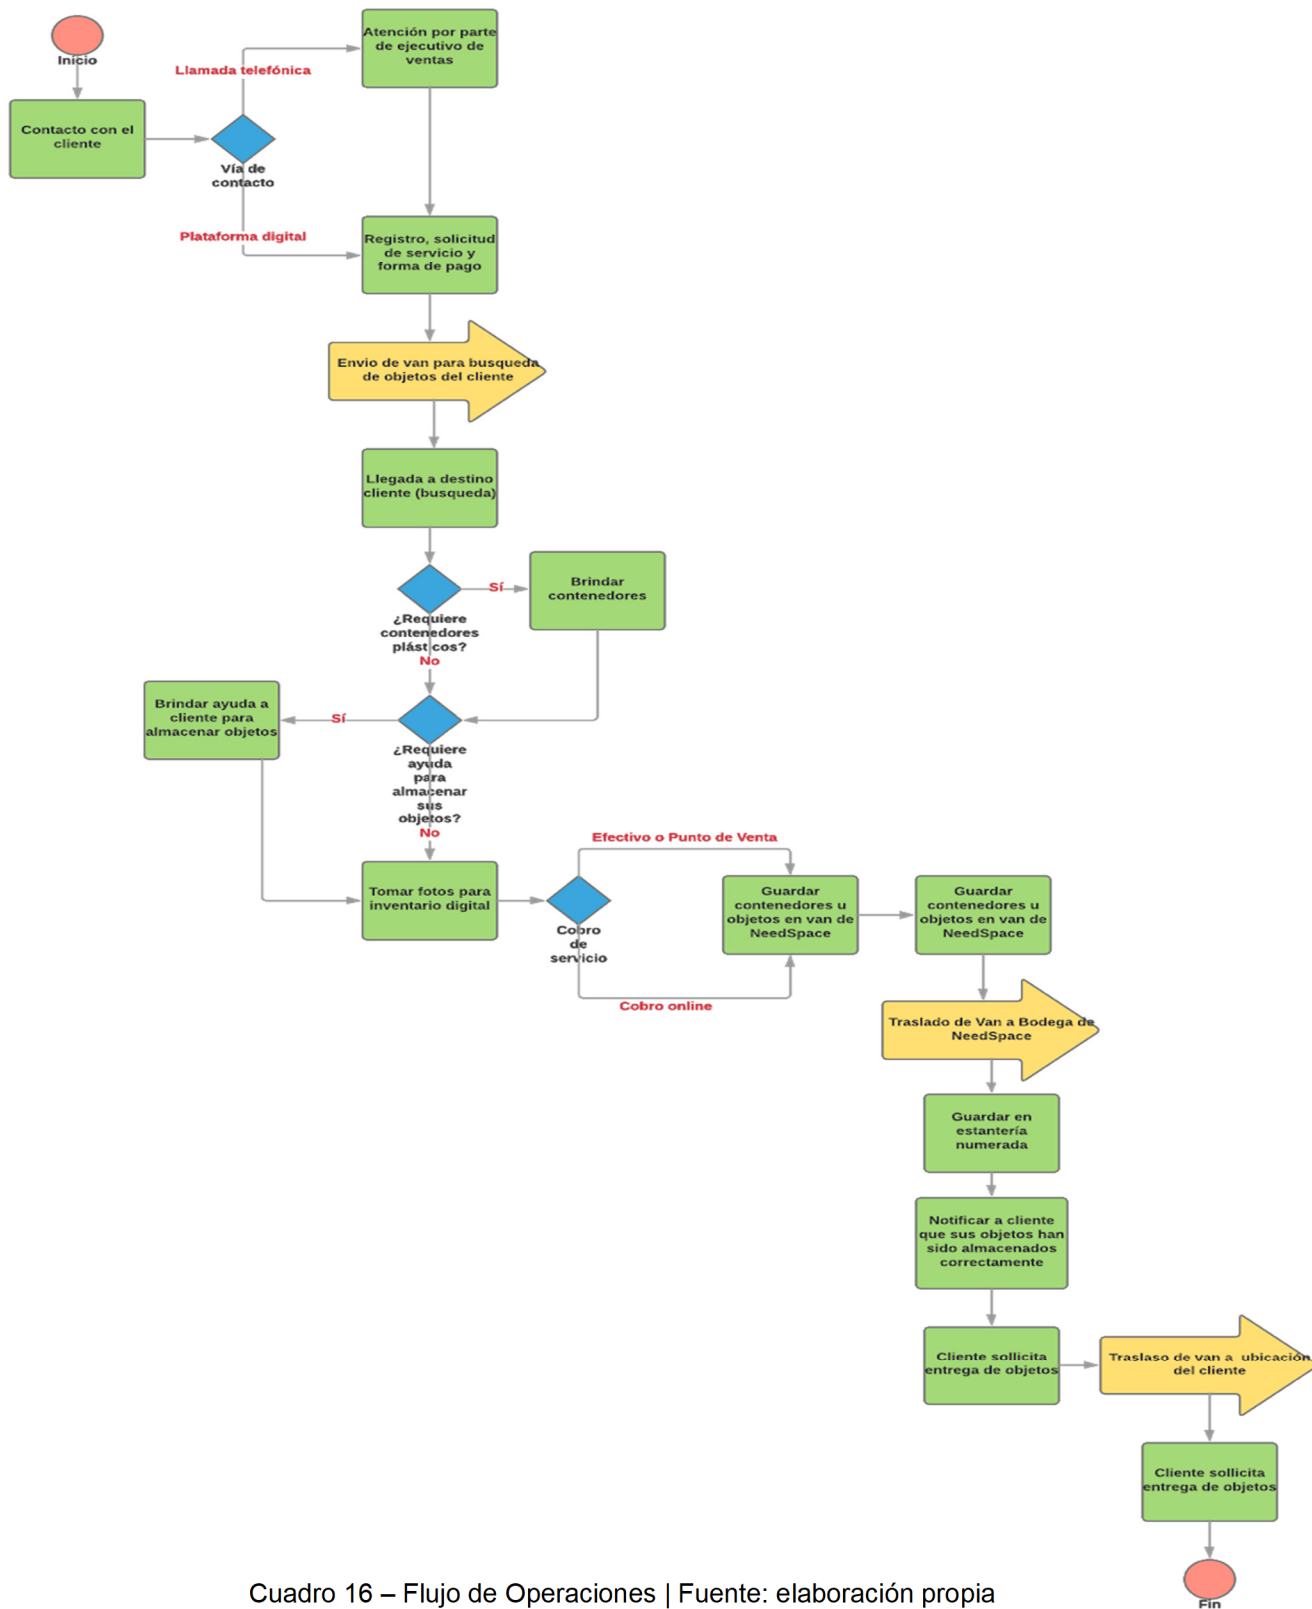 Inicio
Contacto con el
cliente
Vía de
contacto
Llamada telefónica
Plataforma digital
Atención por parte
de ejecutivo de
ventas
Registro, solicitud
de servicio y
forma de pago
Envio de van para busqueda
de objetos del cliente
Llegada a destino
cliente (busqueda)
¿Requiere
contenedores
plásticos?
Sí
No
Brindar
contenedores
¿Requiere
ayuda
para
almacenar
sus
objetos?
Sí
No
Brindar ayuda a
cliente para
almacenar objetos
Tomar fotos para
inventario digital
Cobro
de
servicio
Efectivo o Punto de Venta
Cobro online
Guardar
contenedores u
objetos en van de
NeedSpace
Guardar
contenedores u
objetos en van de
NeedSpace
Traslado de Van a Bodega de
NeedSpace
Guardar en
estantería
numerada
Notificar a cliente
que sus objetos han
sido almacenados
correctamente
Cliente sollicita
entrega de objetos
Traslaso de van a ubicación
del cliente
Cliente sollicita
entrega de objetos
Fin
Cuadro 16 – Flujo de Operaciones | Fuente: elaboración propia